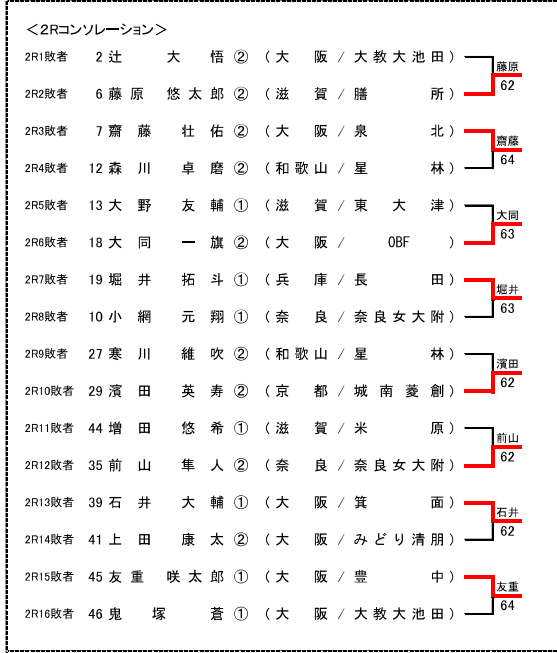 ＜2Rコンソレーション＞
2R1敗者 2 辻 大 悟 ② ( 大 阪 / 大教大池田 )
藤原
62
2R2敗者 6 藤 原 悠太郎 ② ( 滋 賀 / 膳 所 )
2R3敗者 7 齋 藤 壮 佑 ② ( 大 阪 / 泉 北 )
齋藤
64
2R4敗者 12 森 川 卓 磨 ② ( 和歌山 / 星 林 )
2R5敗者 13 大 野 友 輔 ① ( 滋 賀 / 東 大 津 )
大同
63
2R6敗者 18 大 同 一 旗 ② ( 大 阪 / OBF )
2R7敗者 19 堀 井 拓 斗 ① ( 兵 庫 / 長 田 )
堀井
63
2R8敗者 10 小 網 元 翔 ① ( 奈 良 / 奈良女大附 )
2R9敗者 27 寒 川 維 吹 ② ( 和歌山 / 星 林 )
濱田
62
2R10敗者 29 濱 田 英 寿 ② ( 京 都 / 城南菱創 )
2R11敗者 44 増 田 悠 希 ① ( 滋 賀 / 米 原 )
前山
62
2R12敗者 35 前 山 隼 人 ② ( 奈 良 / 奈良女大附 )
2R13敗者 39 石 井 大 輔 ① ( 大 阪 / 箕 面 )
石井
62
2R14敗者 41 上 田 康 太 ② ( 大 阪 / みどり清朋 )
2R15敗者 45 友 重 咲太郎 ① ( 大 阪 / 豊 中 )
友重
64
2R16敗者 46 鬼 塚 蒼 ① ( 大 阪 / 大教大池田 )